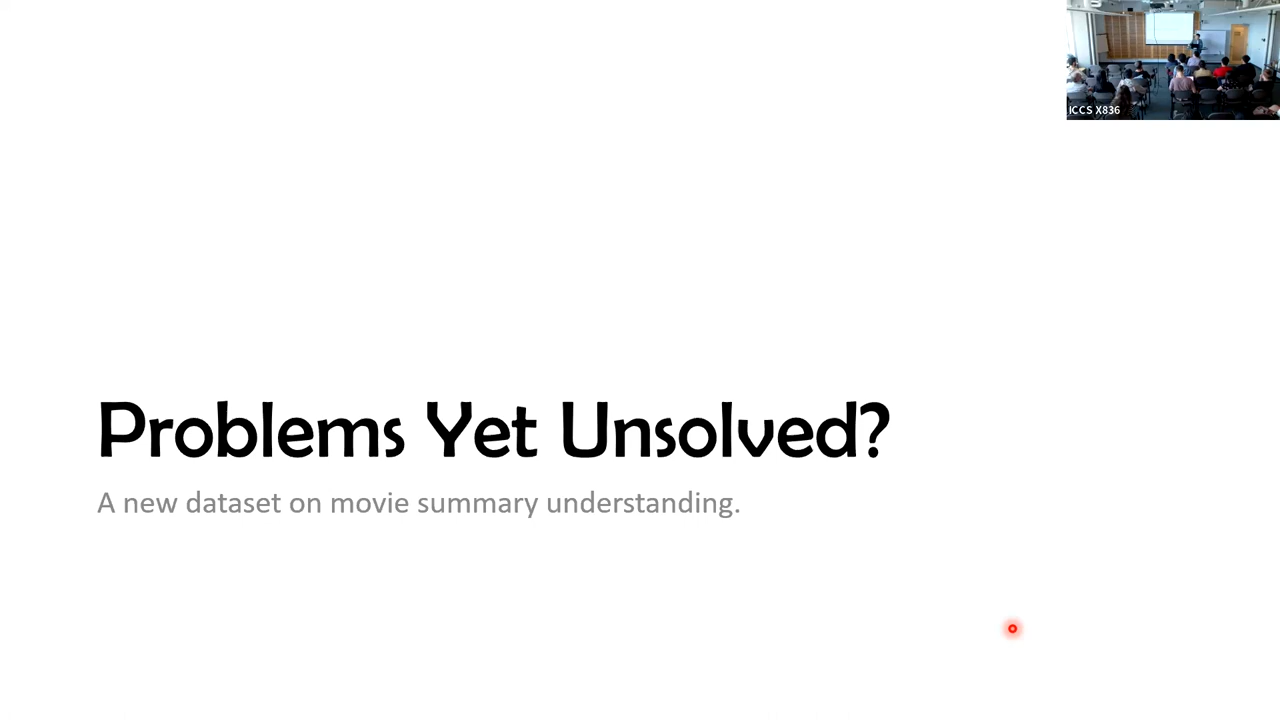 ICCS X836
Problems Yet Unsolved?
A new dataset on movie summary understanding.